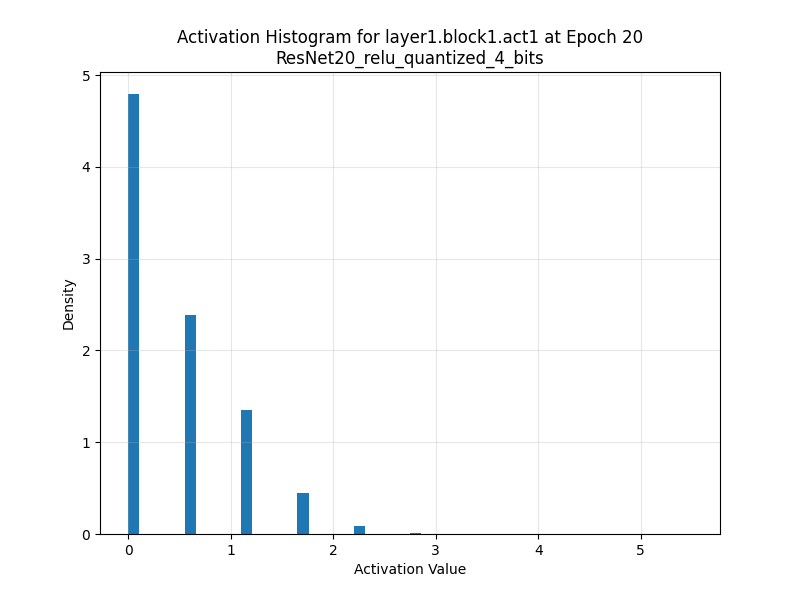 Activation Histogram for layer1.block1.act1 at Epoch 20
ResNet20_relu_quantized_4_bits
Density
5
4
3
2
1
0
0 1 2 3 4 5
Activation Value